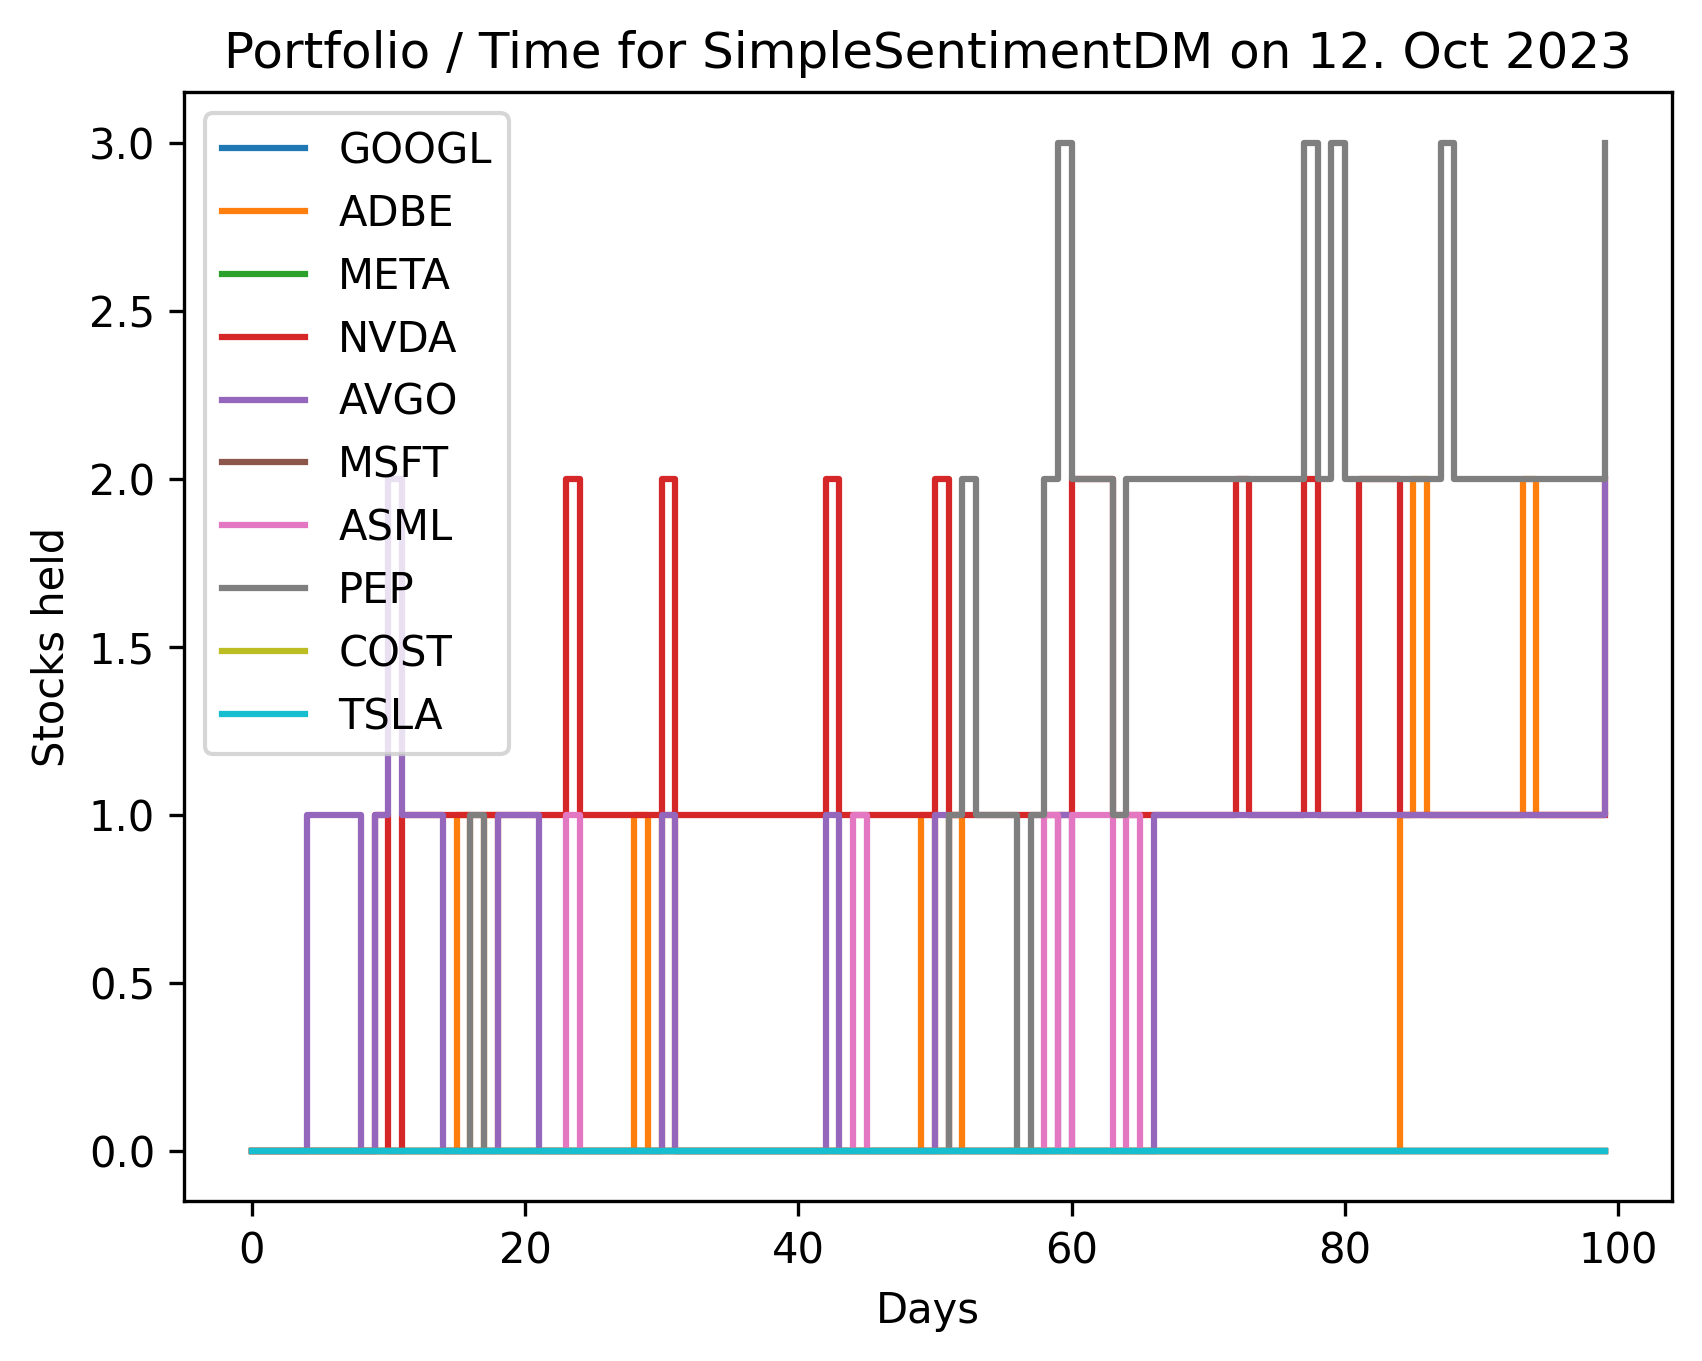 Portfolio / Time for SimpleSentimentDM on 12. Oct 2023
GOOGL
ADBE
META
NVDA
AVGO
MSFT
ASML
PEP
COST
TSLA
3.0
2.5
2.0
1.5
1.0
0.5
0.0
Stocks held
0 20 40 60 80 100
Days